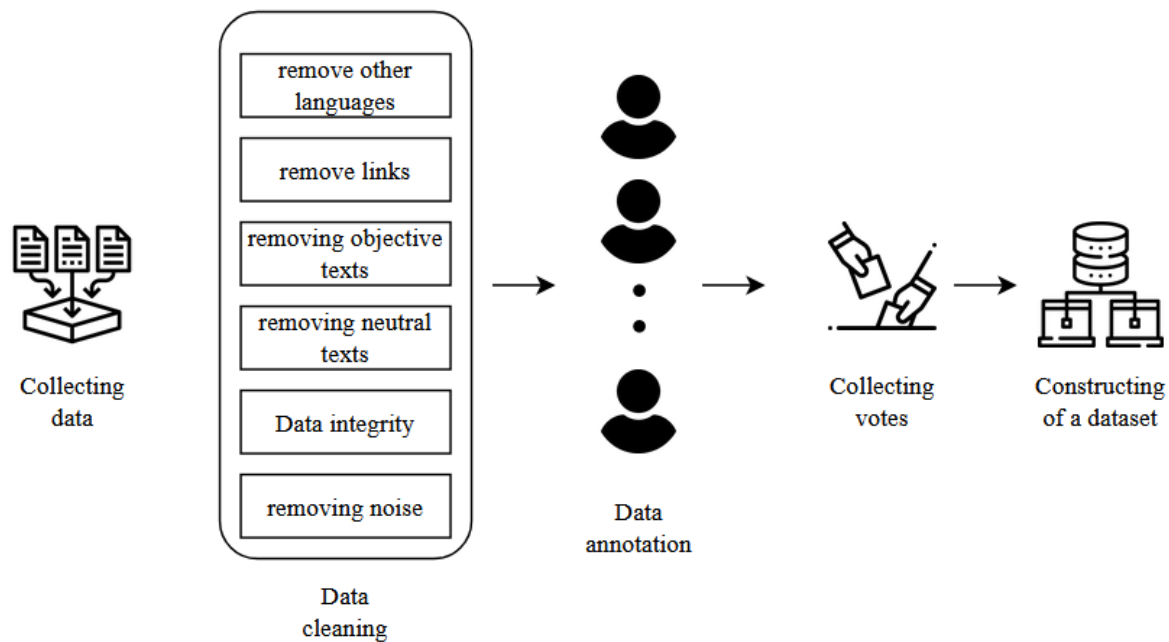 Collecting
data
remove other
languages
remove links
removing objective
texts
removing neutral
texts
Data integrity
removing noise
Data
cleaning
Data
annotation
Collecting
votes
Constructing
of a dataset